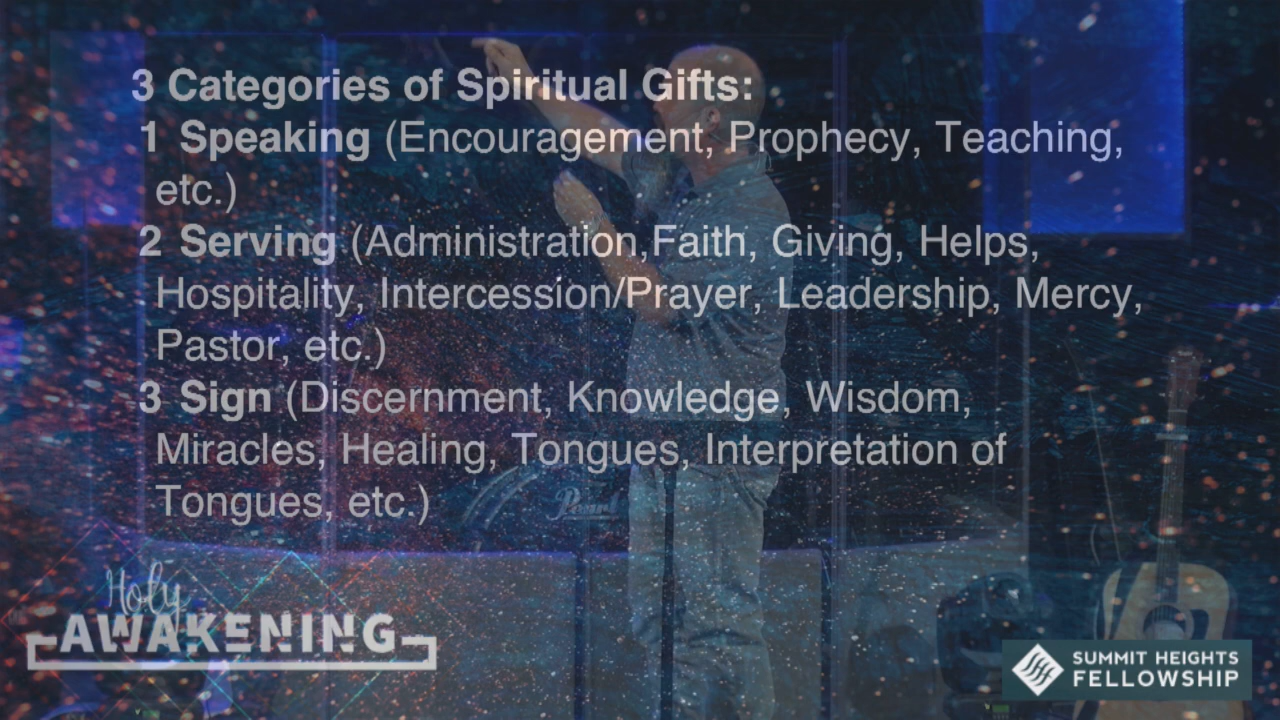 3 Categories of Spiritual Gifts:
1 Speaking (Encouragement, Prophecy, Teaching,
etc.)
2 Serving (Administration,Faith, Giving, Helps,
Hospitality, Intercession/Prayer, Leadership, Mercy,
Pastor, etc.)
3 Sign (Discernment, Knowledge, Wisdom,
Miracles, Healing, Tongues, Interpretation of
Tongues, etc.)
Pearl
Holy
AWAKENING
SUMMIT HEIGHTS
FELLOWSHIP